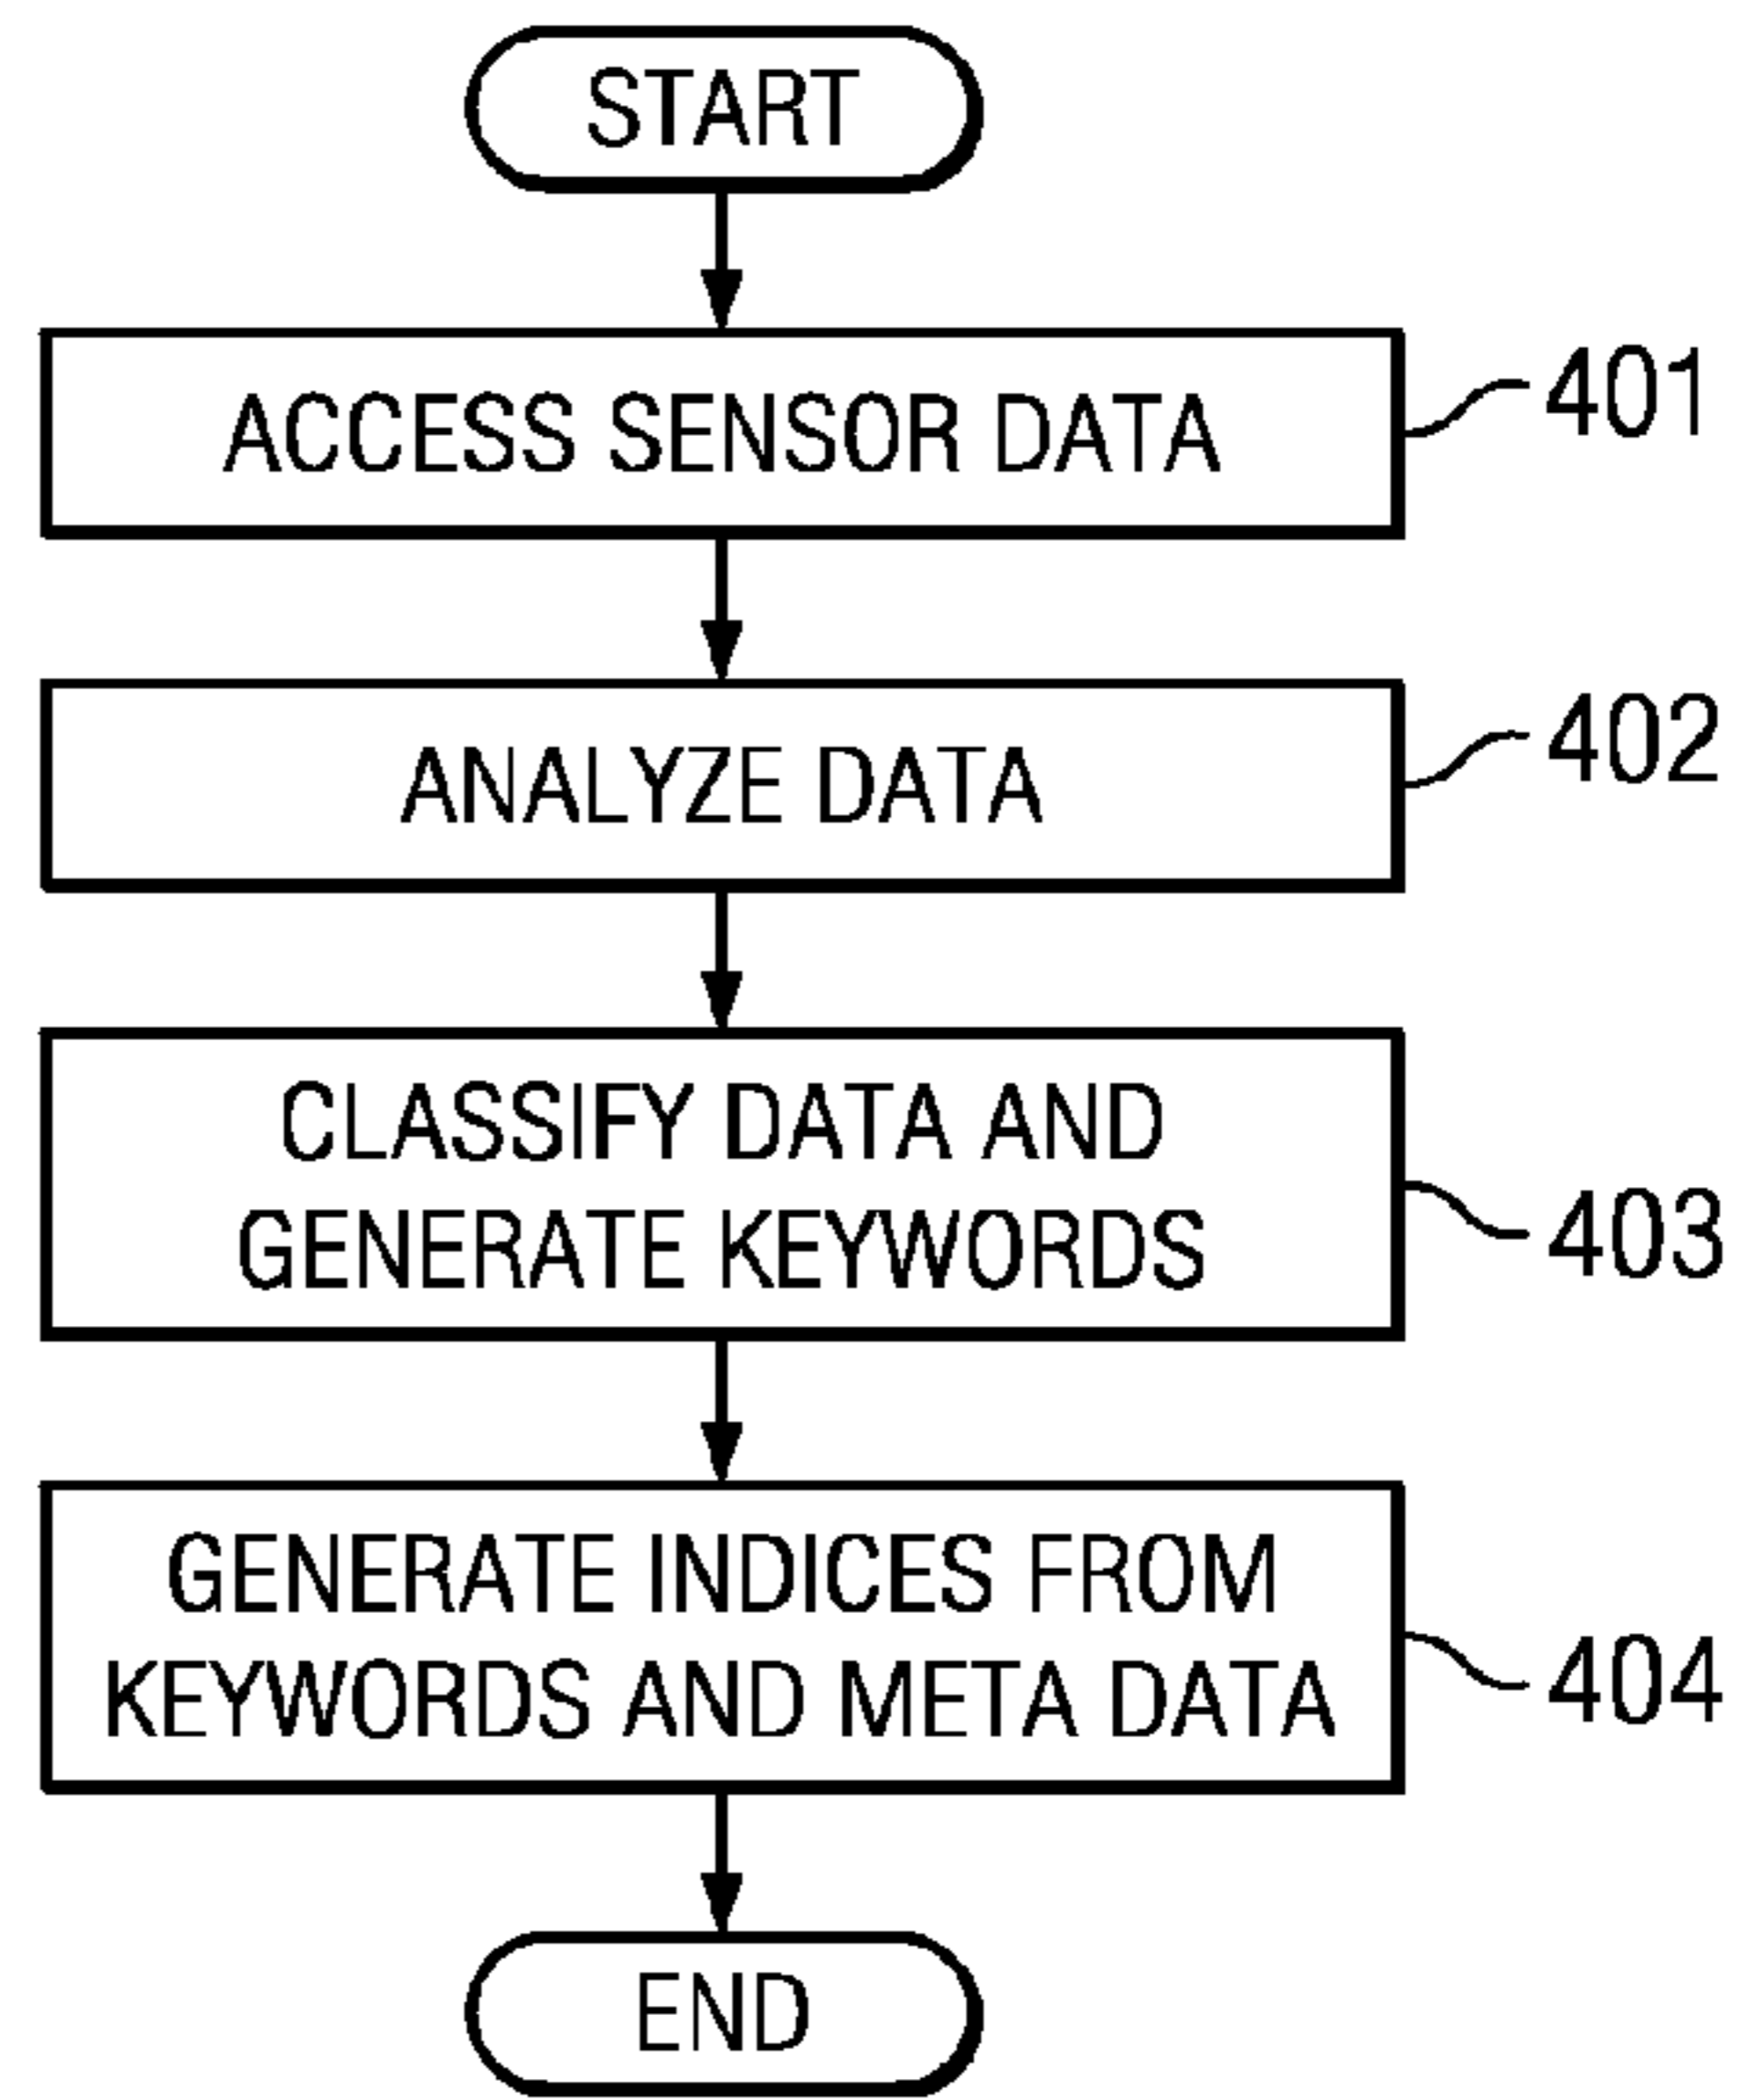 START
ACCESS SENSOR DATA
401
ANALYZE DATA
402
CLASSIFY DATA AND
GENERATE KEYWORDS
403
GENERATE INDICES FROM
KEYWORDS AND META DATA
404
END